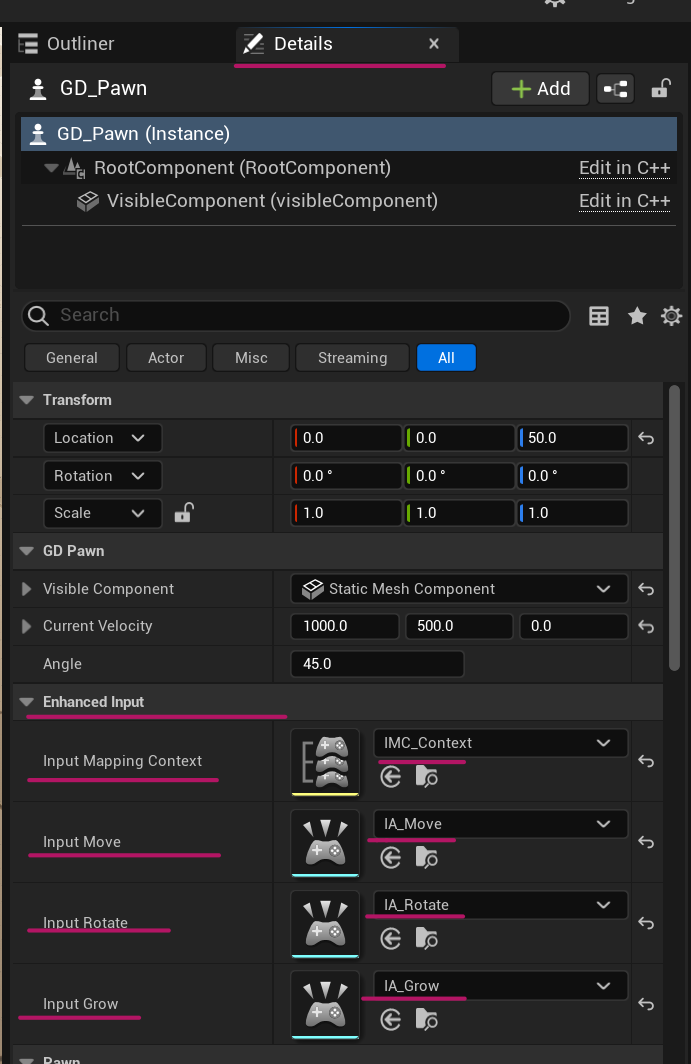 Outliner
Details
GD_Pawn
Add
GD_Pawn (Instance)
RootComponent (RootComponent)
Edit in C++
VisibleComponent (visibleComponent)
Edit in C++
Search
General
Actor
Misc
Streaming
All
Transform
Location
0.0
0.0
50.0
Rotation
0.0 °
0.0 °
0.0 °
Scale
1.0
1.0
1.0
GD Pawn
Visible Component
Static Mesh Component
Current Velocity
1000.0
500.0
0.0
Angle
45.0
Enhanced Input
Input Mapping Context
IMC_Context
Input Move
IA_Move
Input Rotate
IA_Rotate
Input Grow
IA_Grow
Pawn